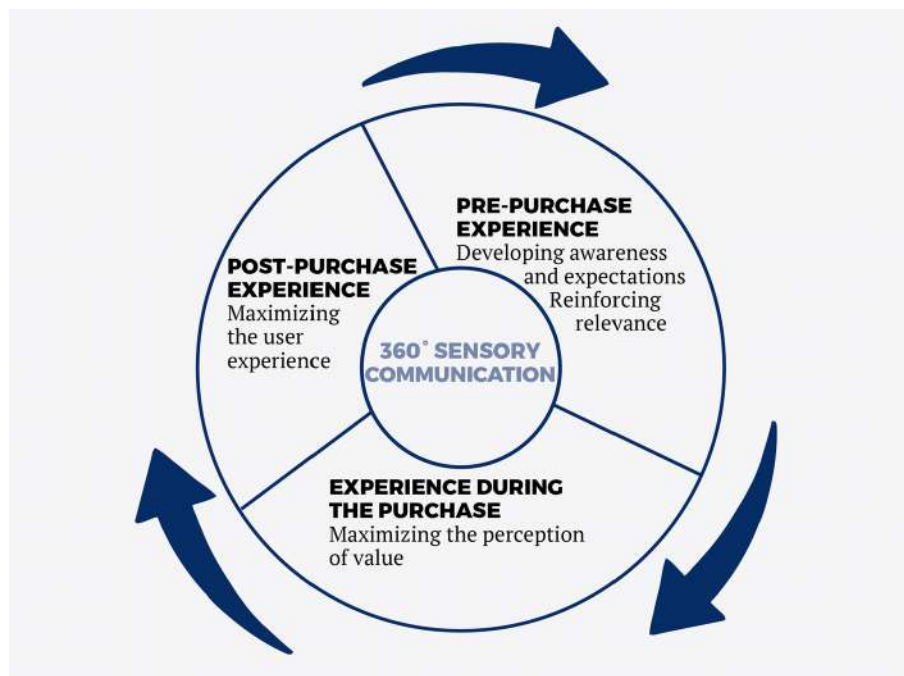 PRE-PURCHASE
EXPERIENCE
Developing awareness
and expectations
Reinforcing
relevance
POST-PURCHASE
EXPERIENCE
Maximizing
the user
experience
360° SENSORY
COMMUNICATION
EXPERIENCE DURING
THE PURCHASE
Maximizing the perception
of value